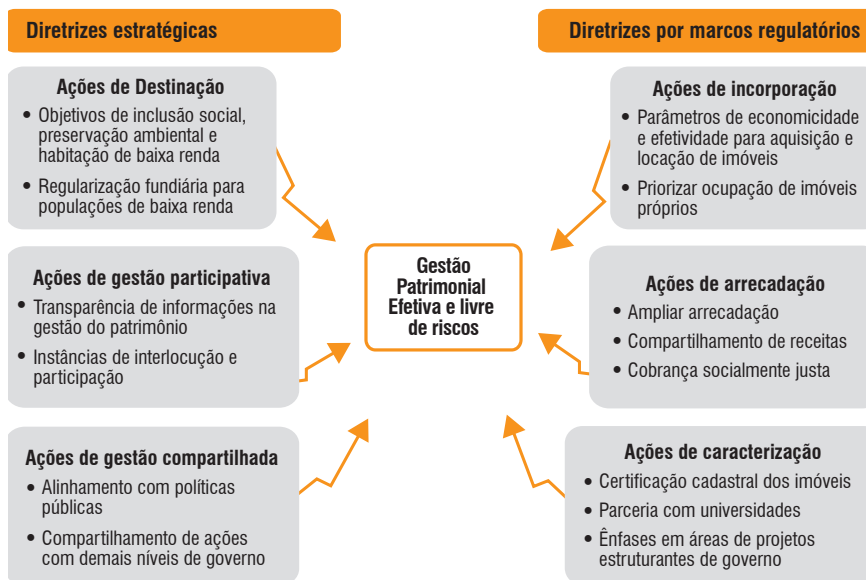 Diretrizes estratégicas
Ações de Destinação
• Objetivos de inclusão social,
preservação ambiental e
habitação de baixa renda
• Regularização fundiária para
populações de baixa renda
Ações de gestão participativa
• Transparência de informações na
gestão do patrimônio
• Instâncias de interlocução e
participação
Ações de gestão compartilhada
• Alinhamento com políticas
públicas
• Compartilhamento de ações
com demais níveis de governo
Gestão
Patrimonial
Efetiva e livre
de riscos
Diretrizes por marcos regulatórios
Ações de incorporação
• Parâmetros de economicidade
e efetividade para aquisição e
locação de imóveis
• Priorizar ocupação de imóveis
próprios
Ações de arrecadação
• Ampliar arrecadação
• Compartilhamento de receitas
• Cobrança socialmente justa
Ações de caracterização
• Certificação cadastral dos imóveis
• Parceria com universidades
• Ênfases em áreas de projetos
estruturantes de governo